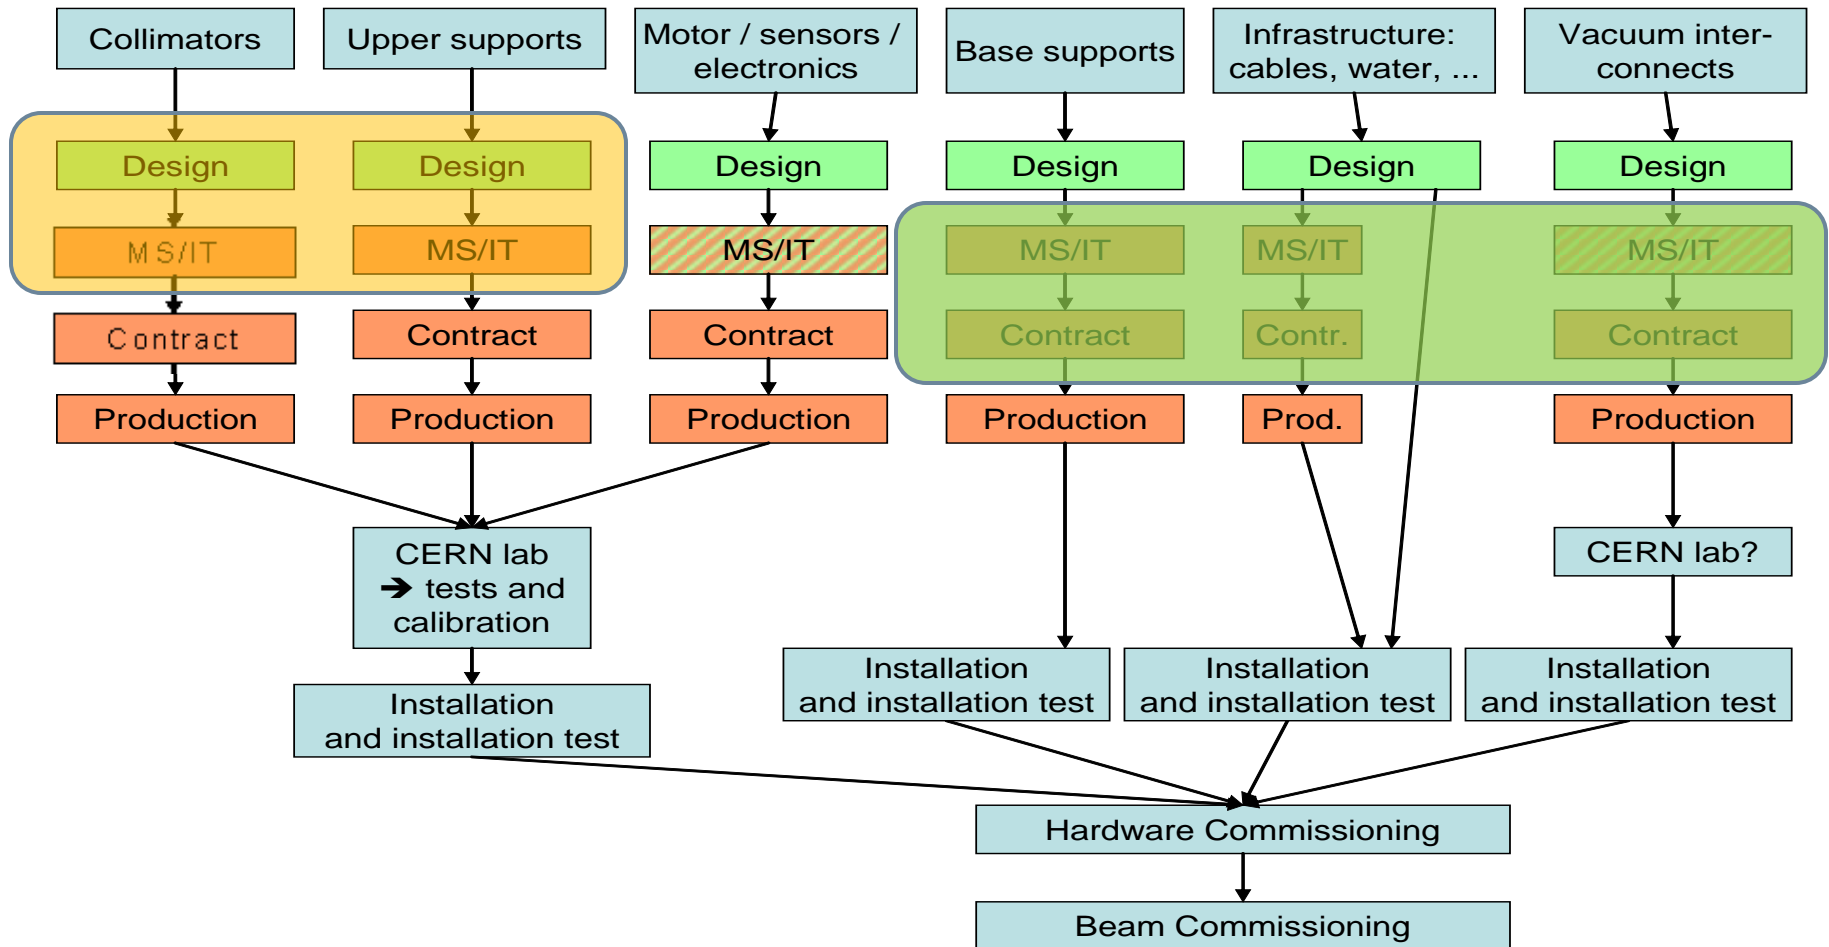 Collimators
Upper supports
Motor / sensors /
electronics
Base supports
Infrastructure:
cables, water, ...
Vacuum inter-
connects
Design
Design
Design
Design
Design
Design
MS/IT
MS/IT
MS/IT
MS/IT
MS/IT
MS/IT
Contract
Contract
Contract
Contract
Contr.
Contract
Production
Production
Production
Production
Prod.
Production
CERN lab
➔ tests and
calibration
CERN lab?
Installation
and installation test
Installation
and installation test
Installation
and installation test
Installation
and installation test
Hardware Commissioning
Beam Commissioning